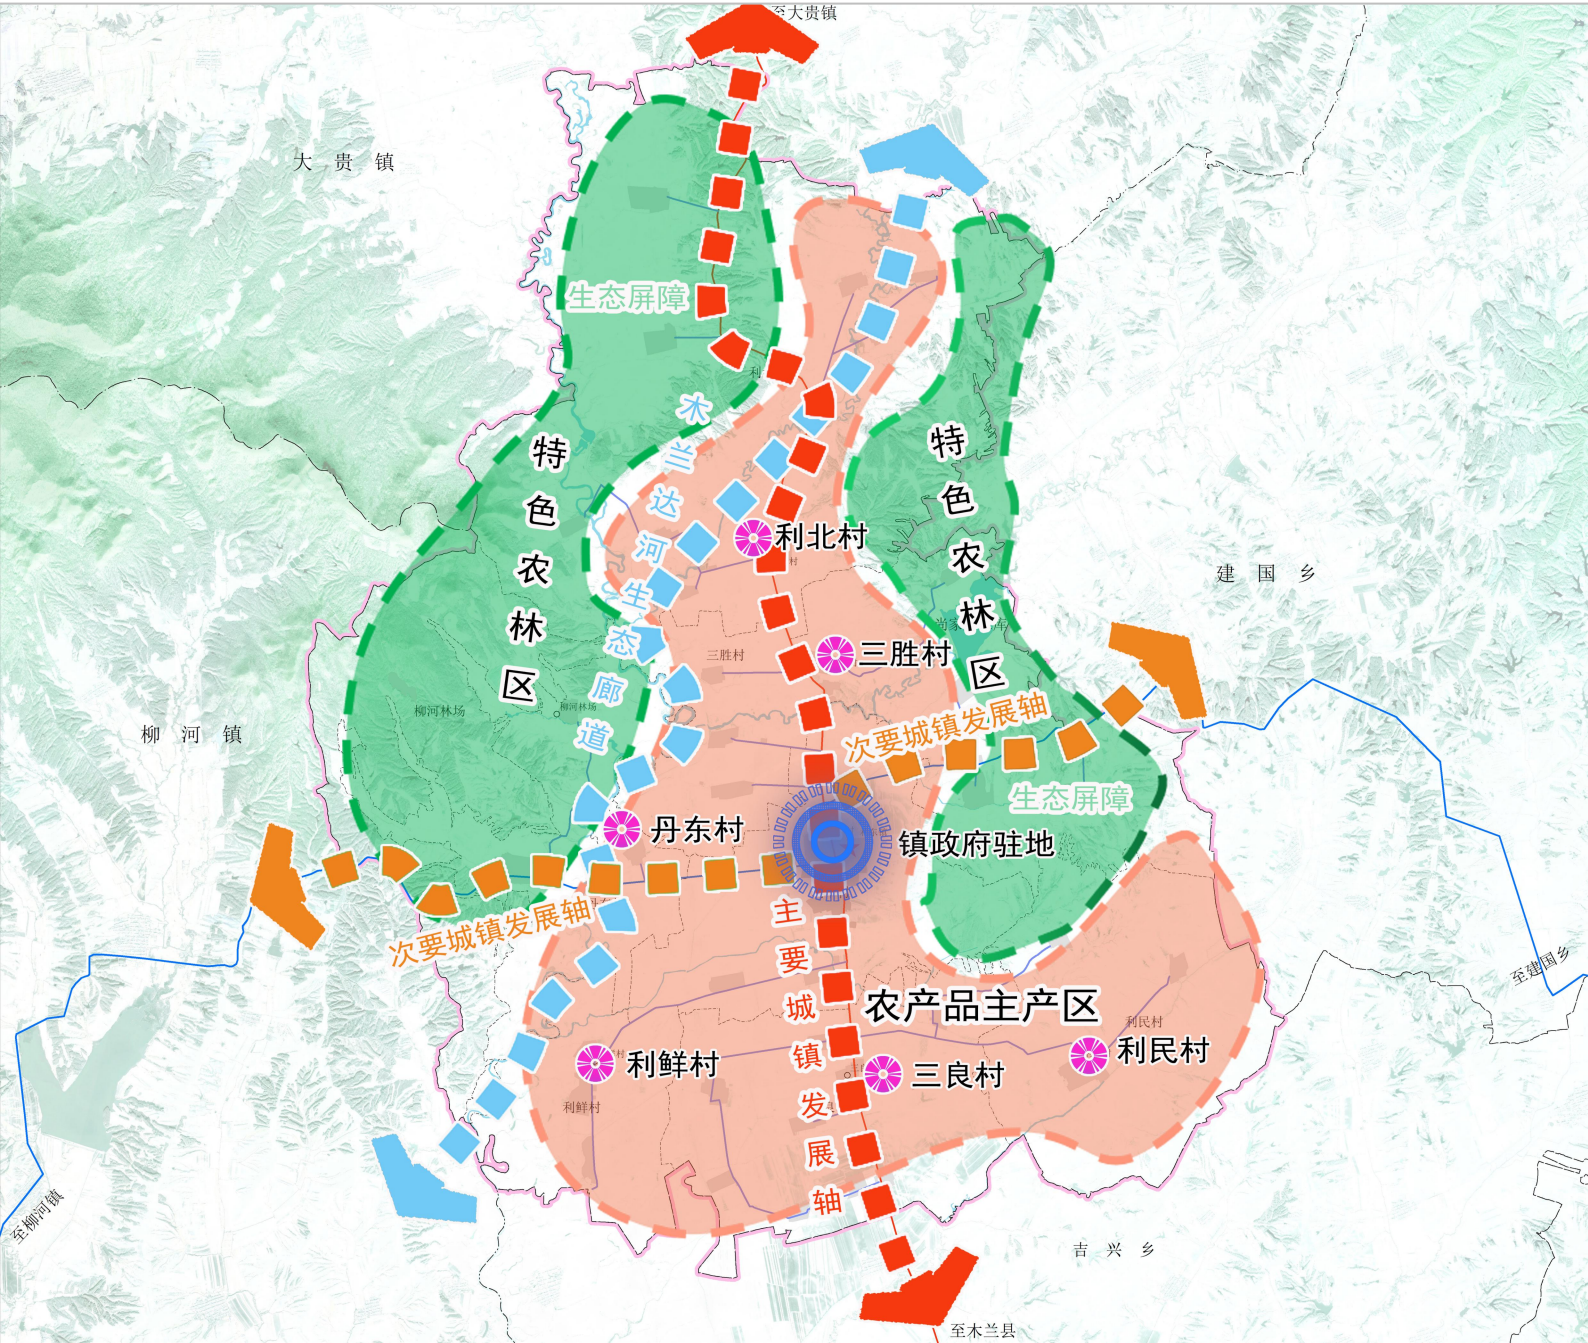 至大贵镇
大贵镇
生态屏障
利
木兰达河生态廊道
特色农林区
特色农林区
利北村
村
建国乡
三胜村
三胜村
柳河林场
柳河林场
柳河镇
次要城镇发展轴
生态屏障
丹东村
镇政府驻地
次要城镇发展轴
主要城镇发展轴
至建国乡
农产品主产区
利民村
利民村
利鲜村
村
三良村
利鲜村
至柳河镇
吉兴乡
至木兰县